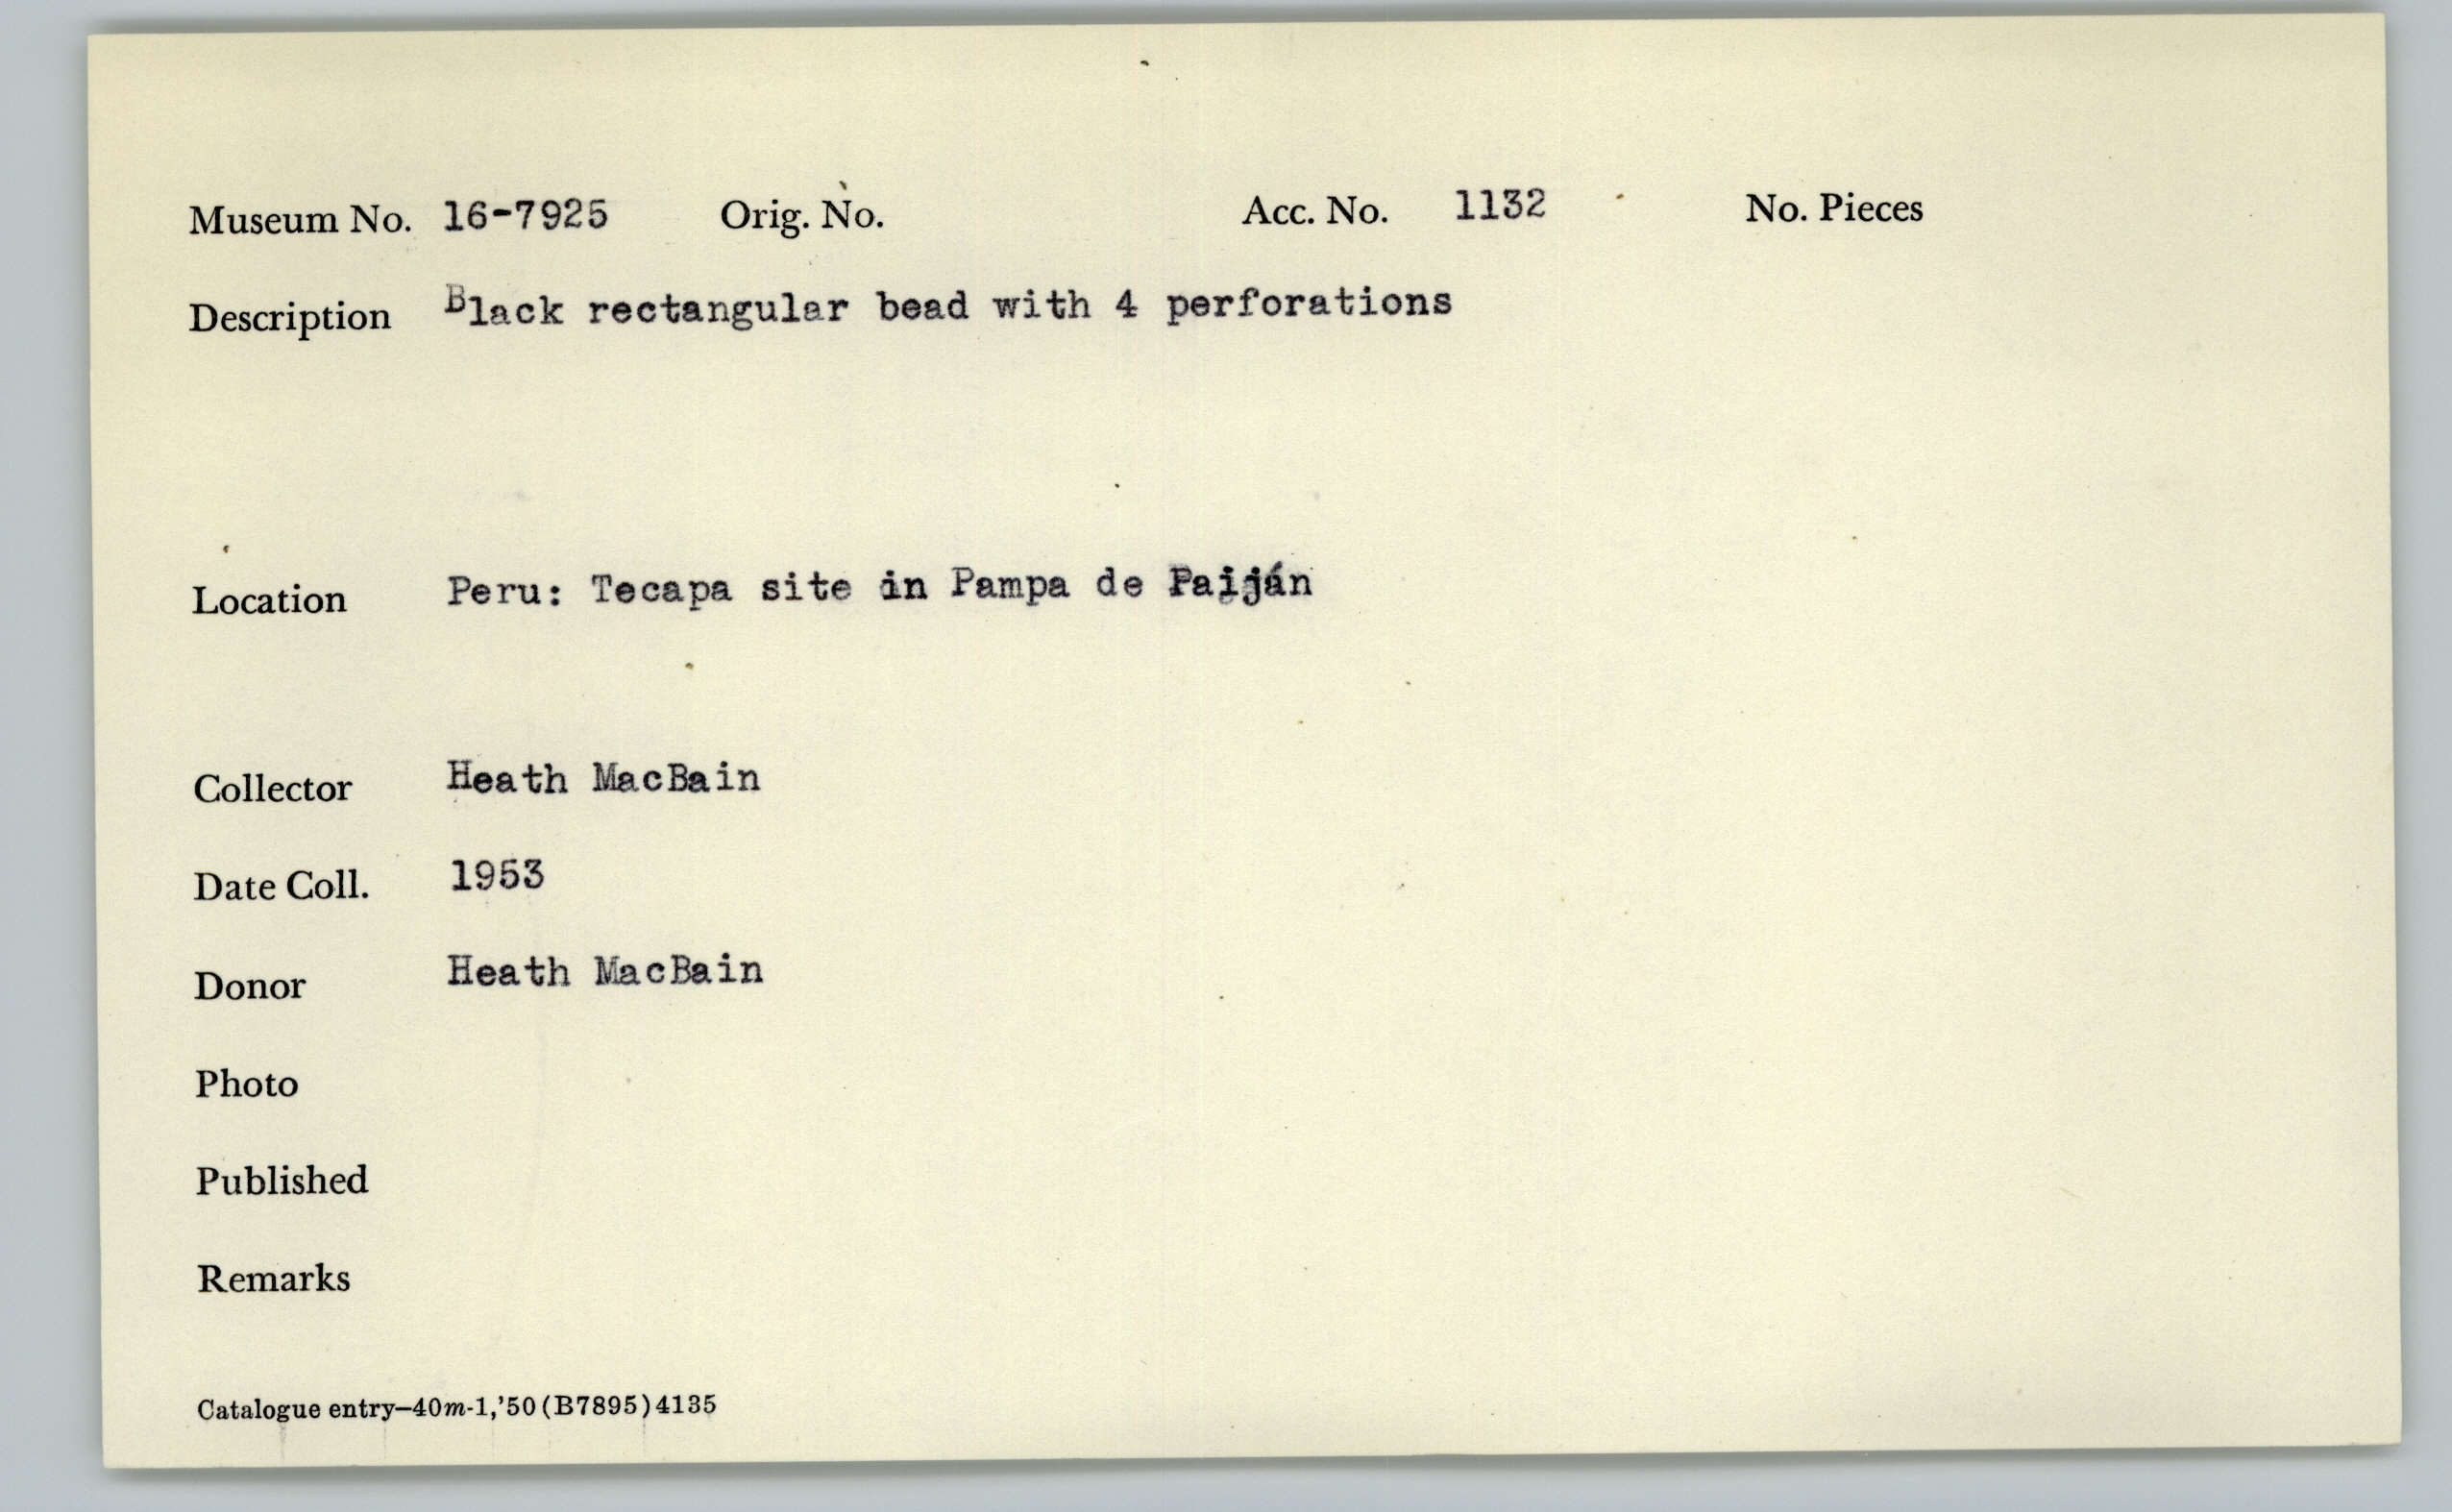 Museum No. 16-7925 Orig. No. Acc. No. 1132 No. Pieces
Description Black rectangular bead with 4 perforations
Location Peru: Tecapa site in Pampa de Paiján
Collector Heath MacBain
Date Coll. 1953
Donor Heath MacBain
Photo
Published
Remarks
Catalogue entry—40m-1,'50(B7895)4135